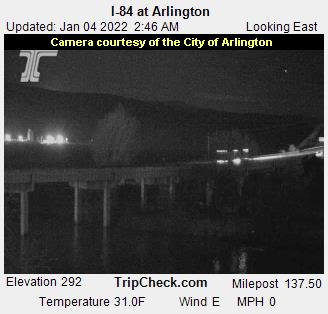 I-84 at Arlington
Updated: Jan 04 2022 2:46 AM Looking East
Camera courtesy of the City of Arlington
Elevation 292 TripCheck.com Milepost 137.50
Temperature 31.0F Wind E MPH 0